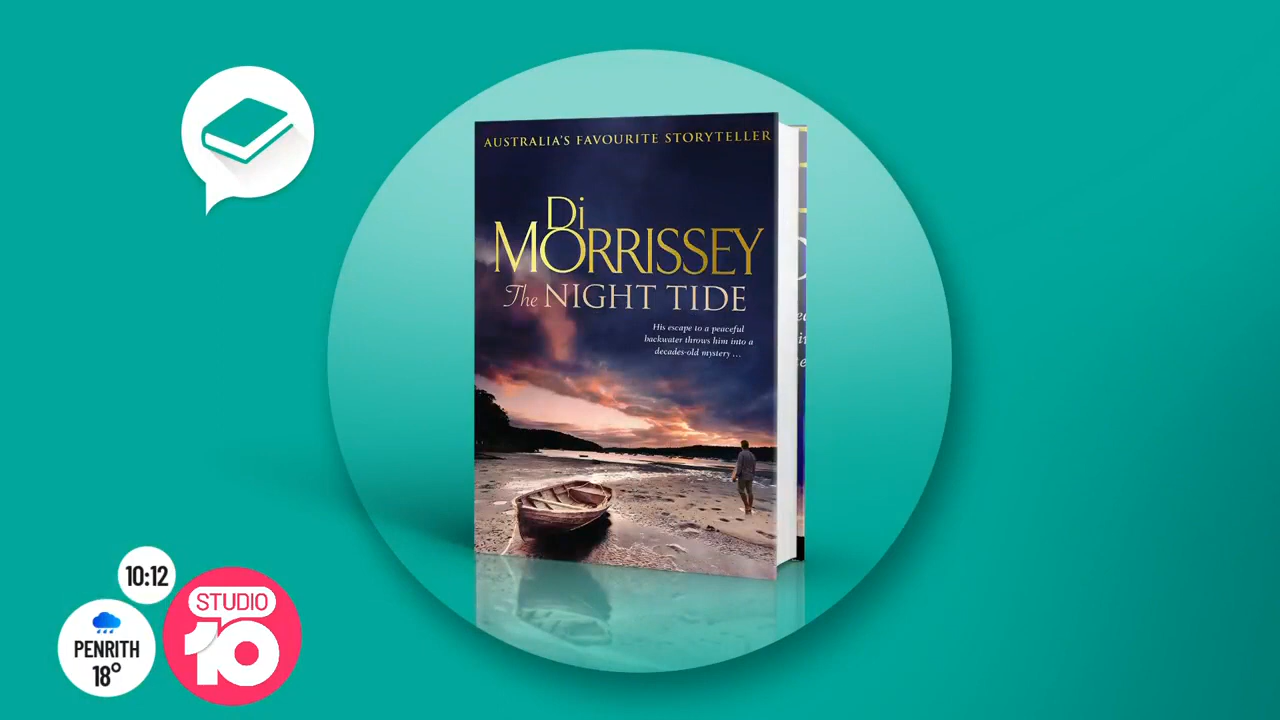 AUSTRALIA'S FAVOURITE STORYTELLER
Di
MORRISSEY
The NIGHT TIDE
His escape to a peaceful
backwater throws him into a
decades-old mystery ...
10:12
PENRITH
18°
STUDIO
10